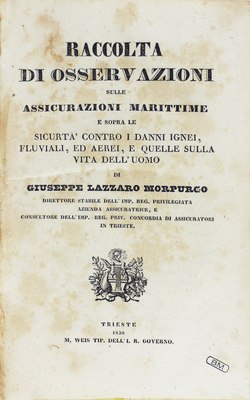 RACCOLTA
DI OSSERVAZIONI
SULLE
ASSICURAZIONI MARITTIME
E SOPRA LE
SICURTA' CONTRO I DANNI IGNEI,
FLUVIALI, ED AEREI, E QUELLE SULLA
VITA DELL'UOMO
DI
GIUSEPPE LAZZARO MORPURGO
DIRETTORE STABILE DELL' IMP. REG. PRIVILEGIATA
AZIENDA ASSICURATRICE, E
CONSULTORE DELL'IMP. REG. PRIV. CONCORDIA DI ASSICURATORI
IN TRIESTE.
TRIESTE
1830
M. WEIS TIP. DELL' I. R. GOVERNO.
BM